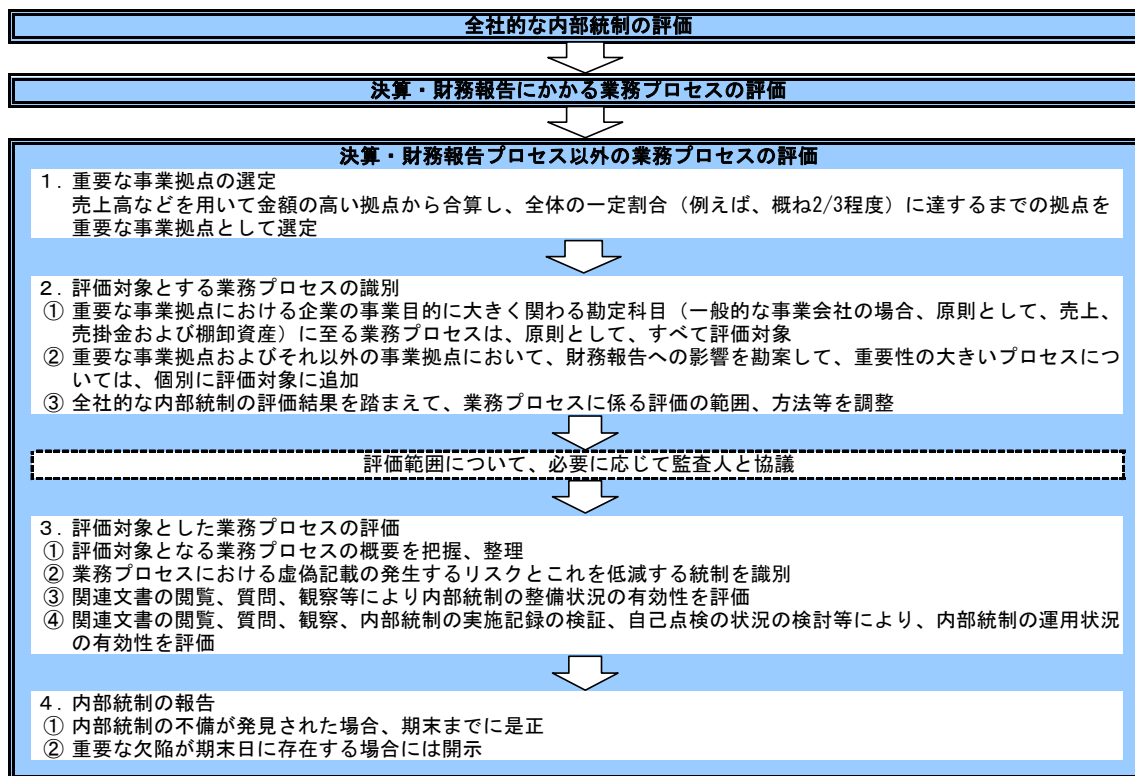 全社的な内部統制の評価
決算・財務報告にかかる業務プロセスの評価
決算・財務報告プロセス以外の業務プロセスの評価
１. 重要な事業拠点の選定
売上高などを用いて金額の高い拠点から合算し、全体の一定割合（例えば、概ね2/3程度）に達するまでの拠点を
重要な事業拠点として選定
２. 評価対象とする業務プロセスの識別
① 重要な事業拠点における企業の事業目的に大きく関わる勘定科目（一般的な事業会社の場合、原則として、売上、
売掛金および棚卸資産）に至る業務プロセスは、原則として、すべて評価対象
② 重要な事業拠点およびそれ以外の事業拠点において、財務報告への影響を勘案して、重要性の大きいプロセスにつ
いては、個別に評価対象に追加
③ 全社的な内部統制の評価結果を踏まえて、業務プロセスに係る評価の範囲、方法等を調整
評価範囲について、必要に応じて監査人と協議
３. 評価対象とした業務プロセスの評価
① 評価対象となる業務プロセスの概要を把握、整理
② 業務プロセスにおける虚偽記載の発生するリスクとこれを低減する統制を識別
③ 関連文書の閲覧、質問、観察等により内部統制の整備状況の有効性を評価
④ 関連文書の閲覧、質問、観察、内部統制の実施記録の検証、自己点検の状況の検討等により、内部統制の運用状況
の有効性を評価
４. 内部統制の報告
① 内部統制の不備が発見された場合、期末までに是正
② 重要な欠陥が期末日に存在する場合には開示